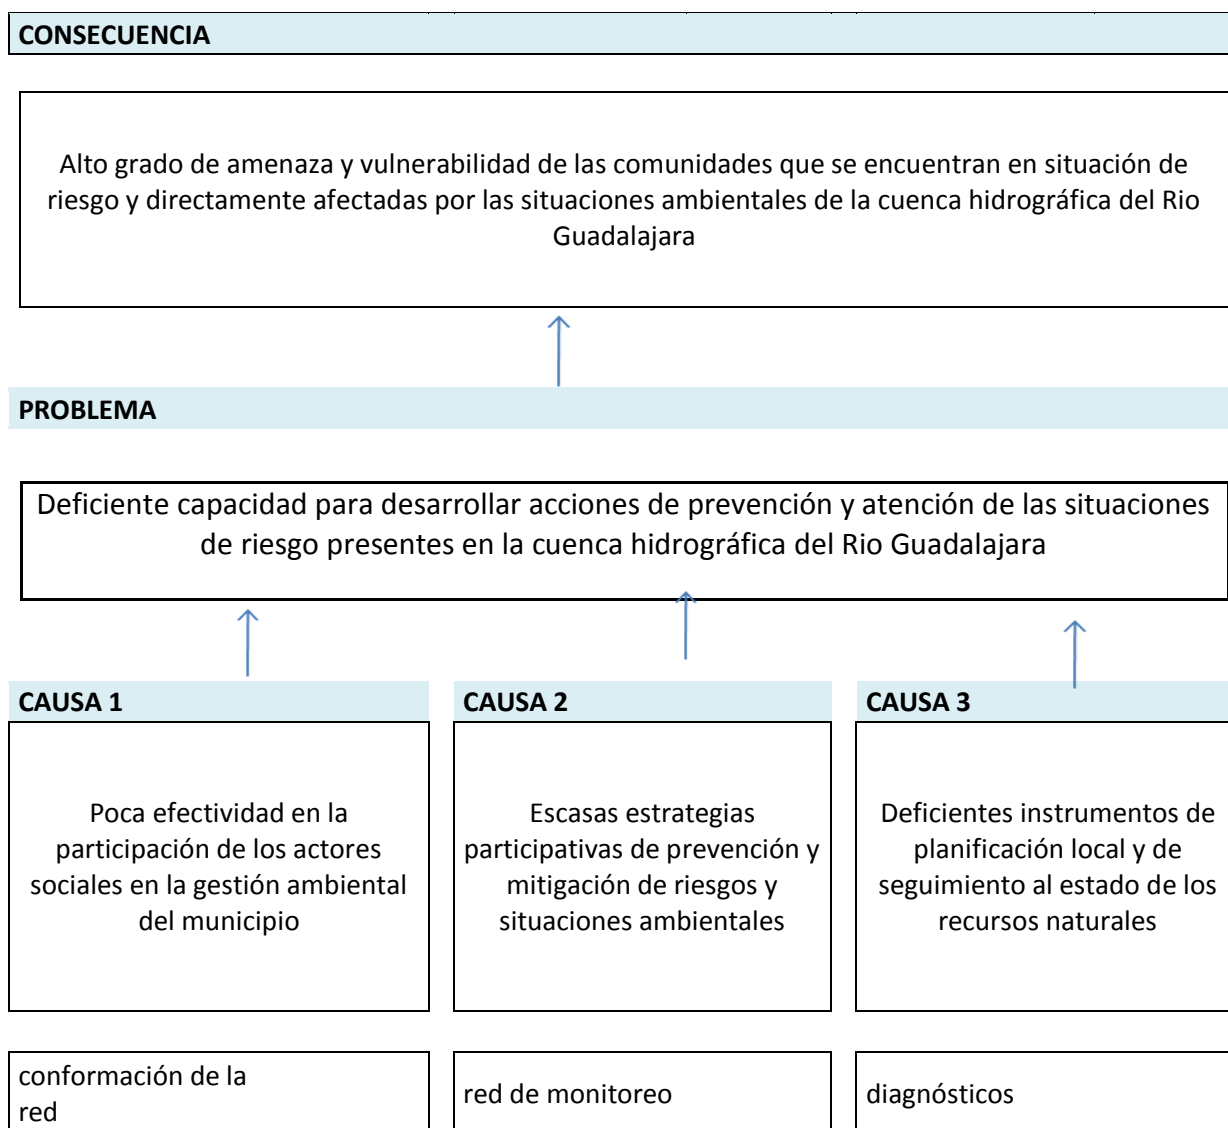 CONSECUENCIA
Alto grado de amenaza y vulnerabilidad de las comunidades que se encuentran en situación de
riesgo y directamente afectadas por las situaciones ambientales de la cuenca hidrográfica del Rio
Guadalajara
PROBLEMA
Deficiente capacidad para desarrollar acciones de prevención y atención de las situaciones
de riesgo presentes en la cuenca hidrográfica del Rio Guadalajara
CAUSA 1
Poca efectividad en la
participación de los actores
sociales en la gestión ambiental
del municipio
conformación de la
red
CAUSA 2
Escasas estrategias
participativas de prevención y
mitigación de riesgos y
situaciones ambientales
red de monitoreo
CAUSA 3
Deficientes instrumentos de
planificación local y de
seguimiento al estado de los
recursos naturales
diagnósticos